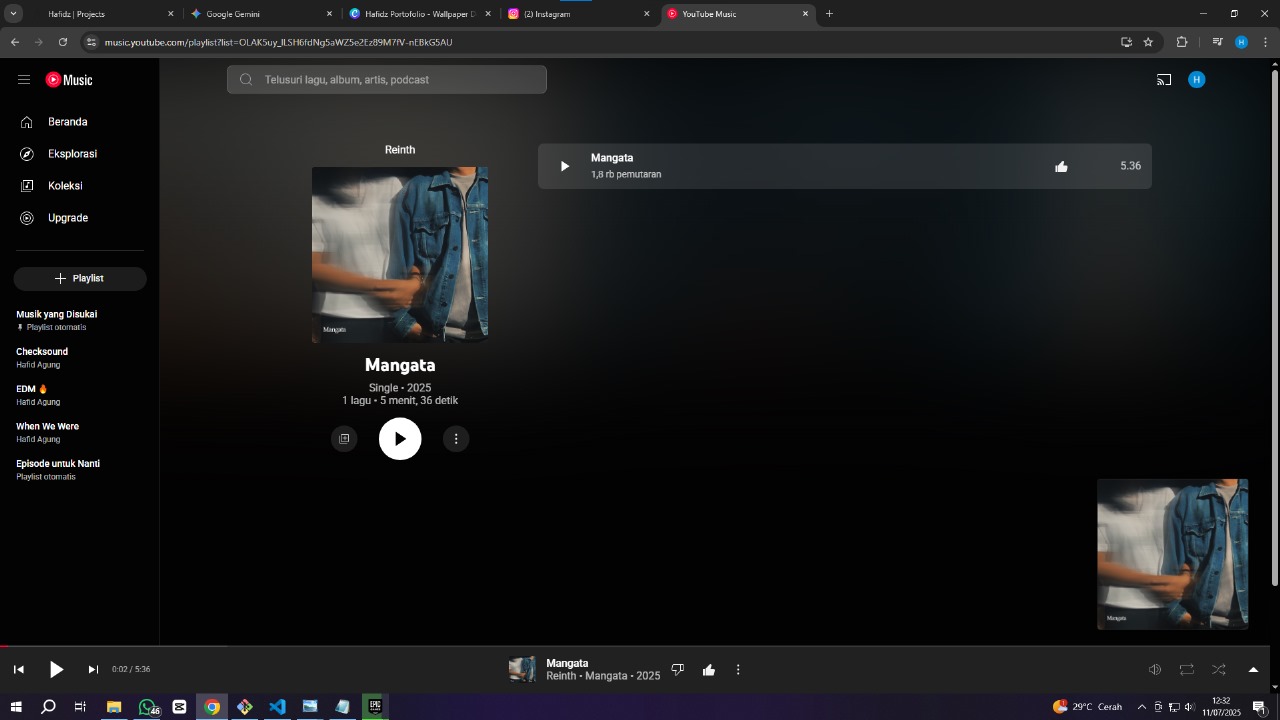 Hafidz | Projects
Google Gemini
Hafidz Portofolio - Wallpaper D
(2) Instagram
YouTube Music
music.youtube.com/playlist?list=OLAK5uy_lLSH6fdNg5aWZ5e2Ez89M7fV-nEBkG5AU
H
Music
Telusuri lagu, album, artis, podcast
H
Beranda
Eksplorasi
Koleksi
Upgrade
Playlist
Musik yang Disukai
Playlist otomatis
Checksound
Hafid Agung
EDM 🔥
Hafid Agung
When We Were
Hafid Agung
Episode untuk Nanti
Playlist otomatis
Reinth
Mangata
Mangata
Single • 2025
1 lagu • 5 menit, 36 detik
Mangata
1,8 rb pemutaran
5.36
Mangata
0:02 / 5:36
Mangata
Reinth • Mangata • 2025
46
EPIC
GAMES
29°C Cerah
12:32
11/07/2025
1